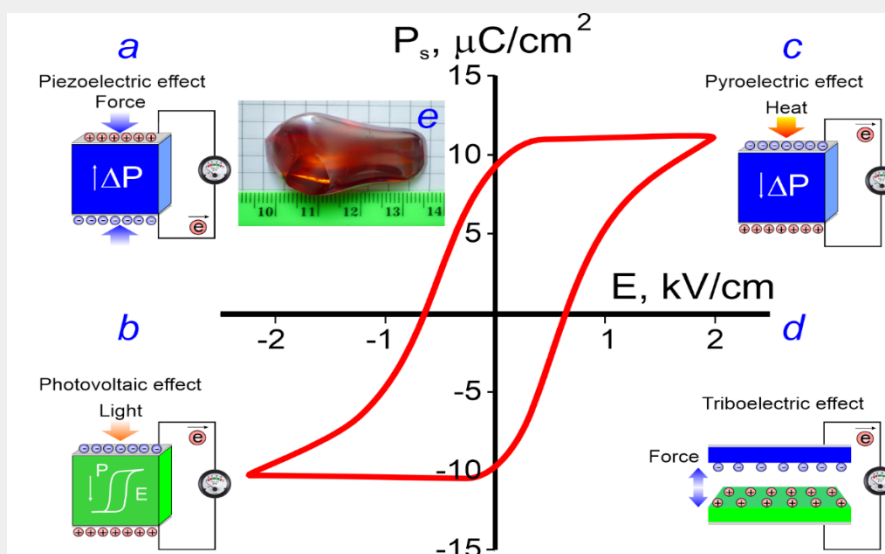 a
Piezoelectric effect
Force
↑ΔP
e
b
Photovoltaic effect
Light
P
E
e
e
10 11 12 13 14
Pₛ, μC/cm²
15
10
5
-5
-10
-15
E, kV/cm
-2 -1 1 2
c
Pyroelectric effect
Heat
e
↓ΔP
d
Triboelectric effect
e
Force